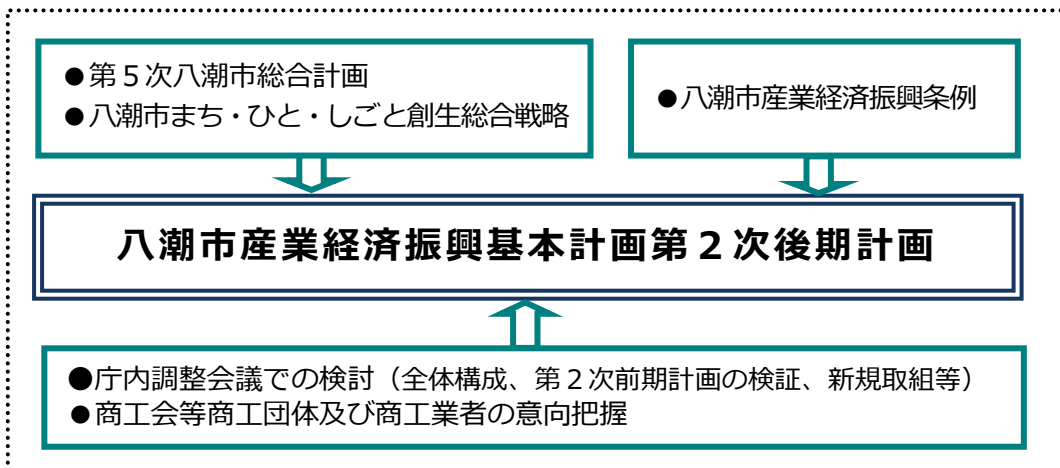 ●第５次八潮市総合計画
●八潮市まち・ひと・しごと創生総合戦略
●八潮市産業経済振興条例
八潮市産業経済振興基本計画第２次後期計画
●庁内調整会議での検討（全体構成、第２次前期計画の検証、新規取組等）
●商工会等商工団体及び商工業者の意向把握